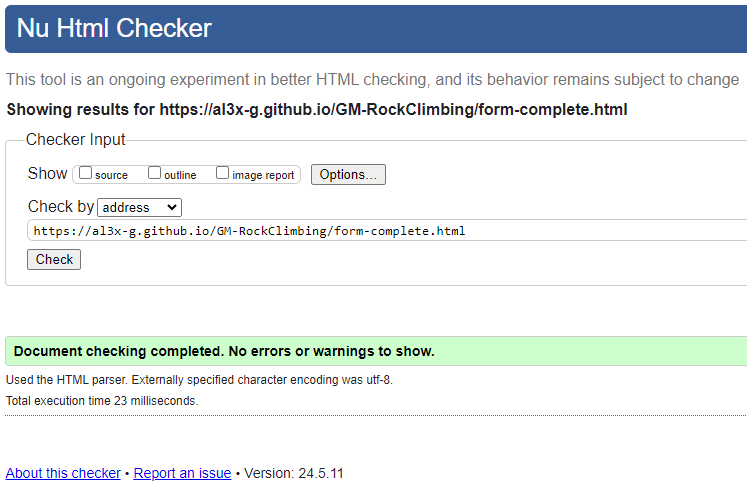 Nu Html Checker
This tool is an ongoing experiment in better HTML checking, and its behavior remains subject to change
Showing results for https://al3x-g.github.io/GM-RockClimbing/form-complete.html
Checker Input
Show source outline image report Options...
Check by address
https://al3x-g.github.io/GM-RockClimbing/form-complete.html
Check
Document checking completed. No errors or warnings to show.
Used the HTML parser. Externally specified character encoding was utf-8.
Total execution time 23 milliseconds.
About this checker • Report an issue • Version: 24.5.11